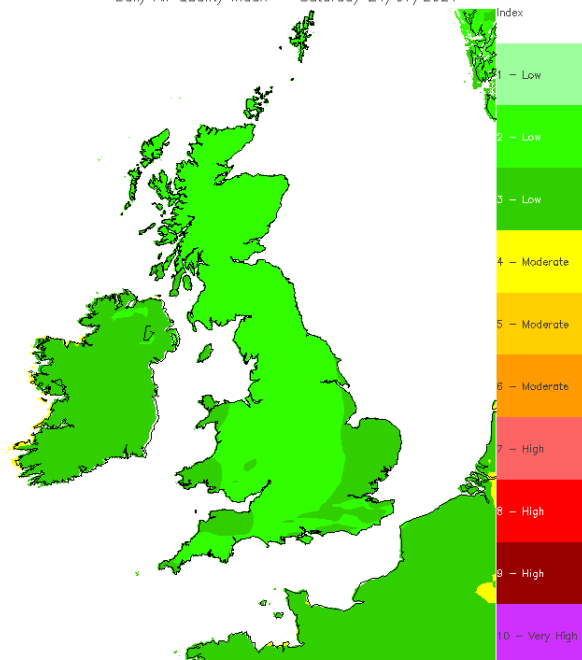 Index
1 - Low
2 - Low
3 - Low
4 - Moderate
5 - Moderate
6 - Moderate
7 - High
8 - High
9 - High
10 - Very High